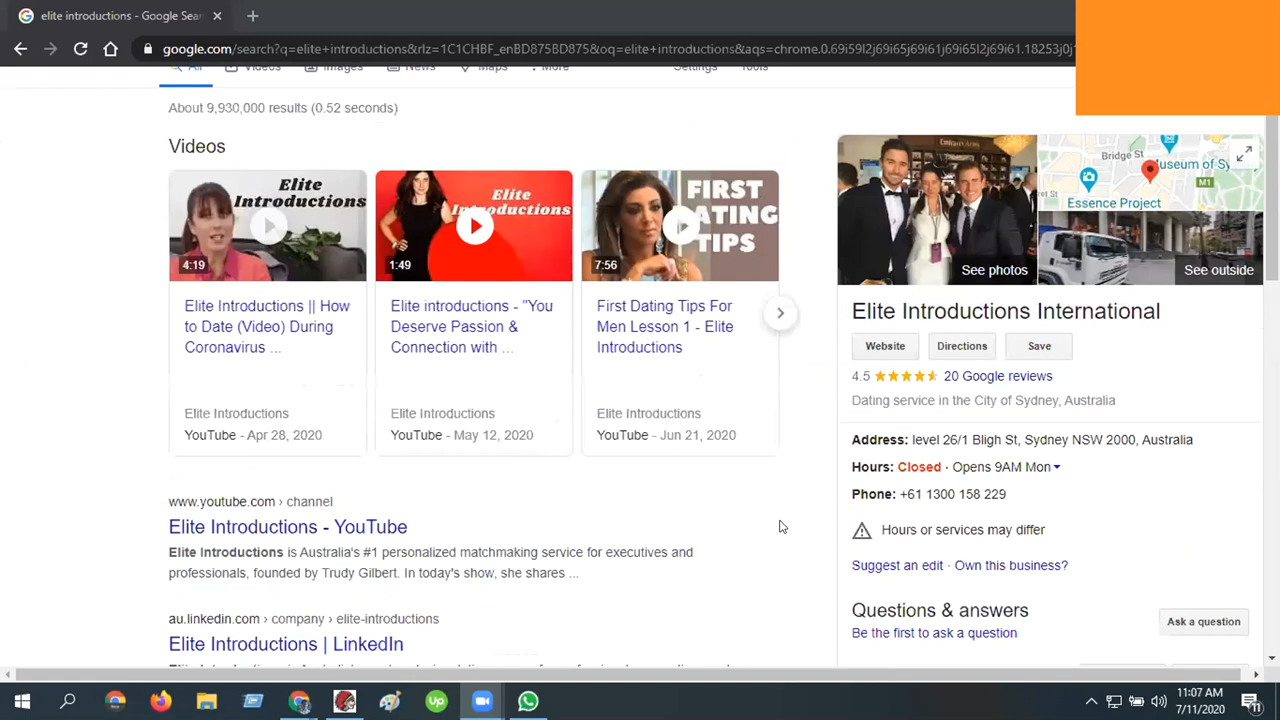 elite introductions - Google Sear
google.com/search?q=elite+introductions&rlz=1C1CHBF_enBD875BD875&oq=elite+introductions&aqs=chrome.0.69i59l2j69i65j69i61j69i65l2j69i61.18253j0j1
All Videos Images News Maps More Settings Tools
About 9,930,000 results (0.52 seconds)
Videos
Elite
Introductions
4:19
Elite
Introductions
1:49
FIRST
DATING
TIPS
7:56
Elite Introductions || How
to Date (Video) During
Coronavirus ...
Elite Introductions
YouTube - Apr 28, 2020
Elite introductions - "You
Deserve Passion &
Connection with ...
Elite Introductions
YouTube - May 12, 2020
First Dating Tips For
Men Lesson 1 - Elite
Introductions
Elite Introductions
YouTube - Jun 21, 2020
www.youtube.com › channel
Elite Introductions - YouTube
Elite Introductions is Australia's #1 personalized matchmaking service for executives and
professionals, founded by Trudy Gilbert. In today's show, she shares ...
au.linkedin.com › company › elite-introductions
Elite Introductions | LinkedIn
See photos
Bridge St
Museum of Sy
M1
Essence Project
See outside
Elite Introductions International
Website Directions Save
4.5 20 Google reviews
Dating service in the City of Sydney, Australia
Address: level 26/1 Bligh St, Sydney NSW 2000, Australia
Hours: Closed · Opens 9AM Mon
Phone: +61 1300 158 229
Hours or services may differ
Suggest an edit · Own this business?
Questions & answers
Be the first to ask a question
Ask a question
Up
11:07 AM
7/11/2020
11